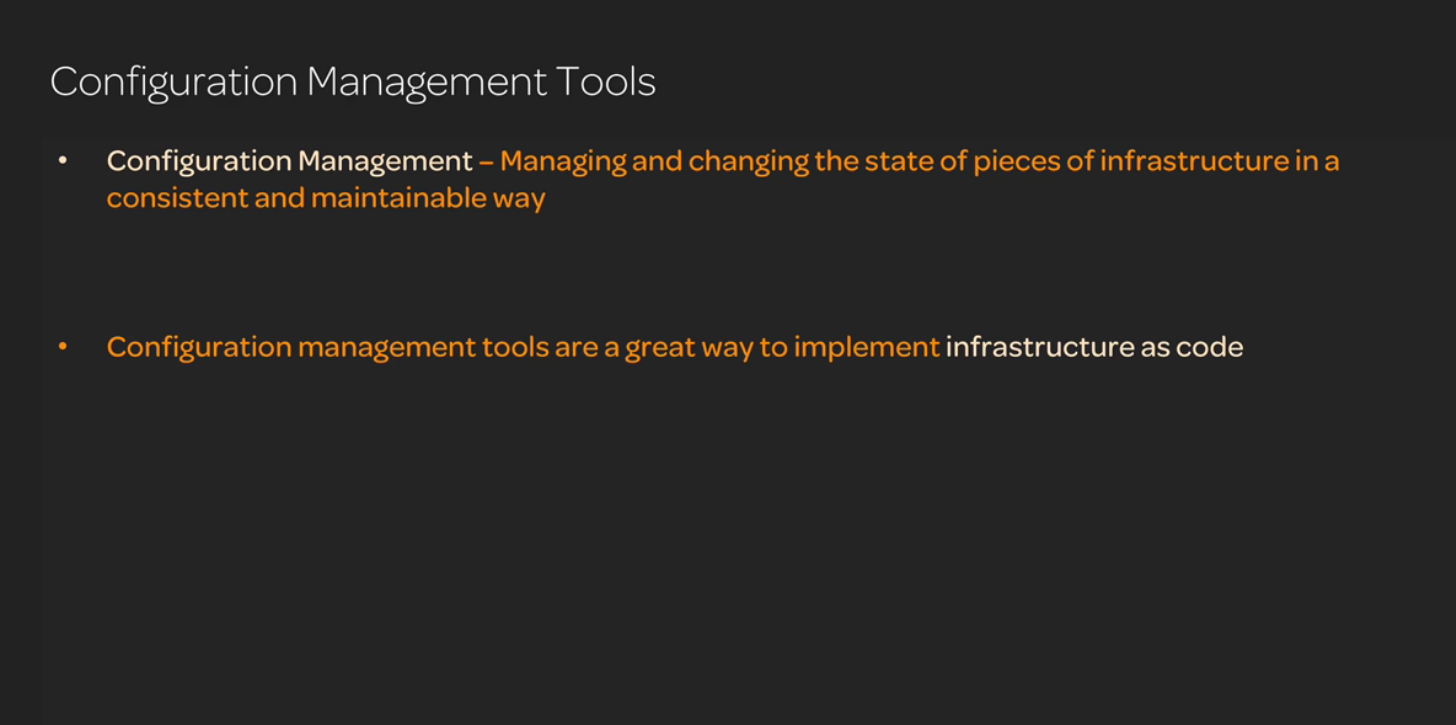 Configuration Management Tools
• Configuration Management – Managing and changing the state of pieces of infrastructure in a
consistent and maintainable way
• Configuration management tools are a great way to implement infrastructure as code